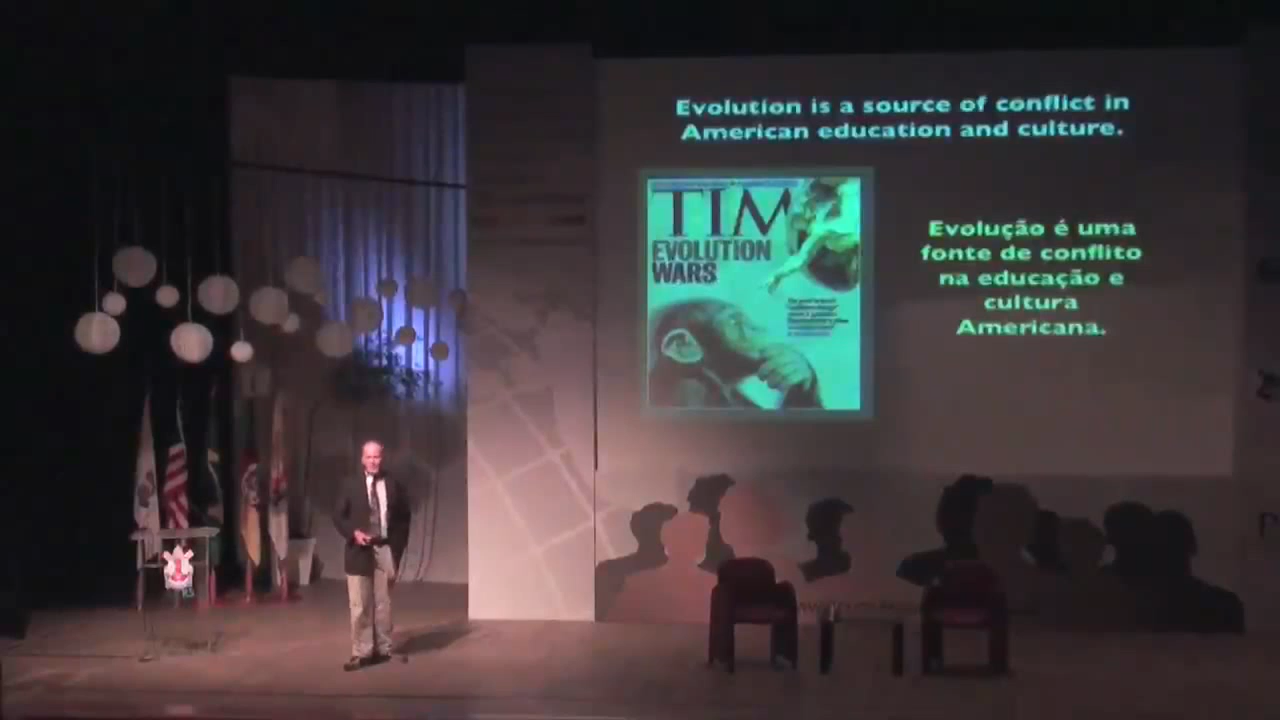 Evolution is a source of conflict in
American education and culture.
TIM
EVOLUTION
WARS
Evolução é uma
fonte de conflito
na educação e
cultura
Americana.